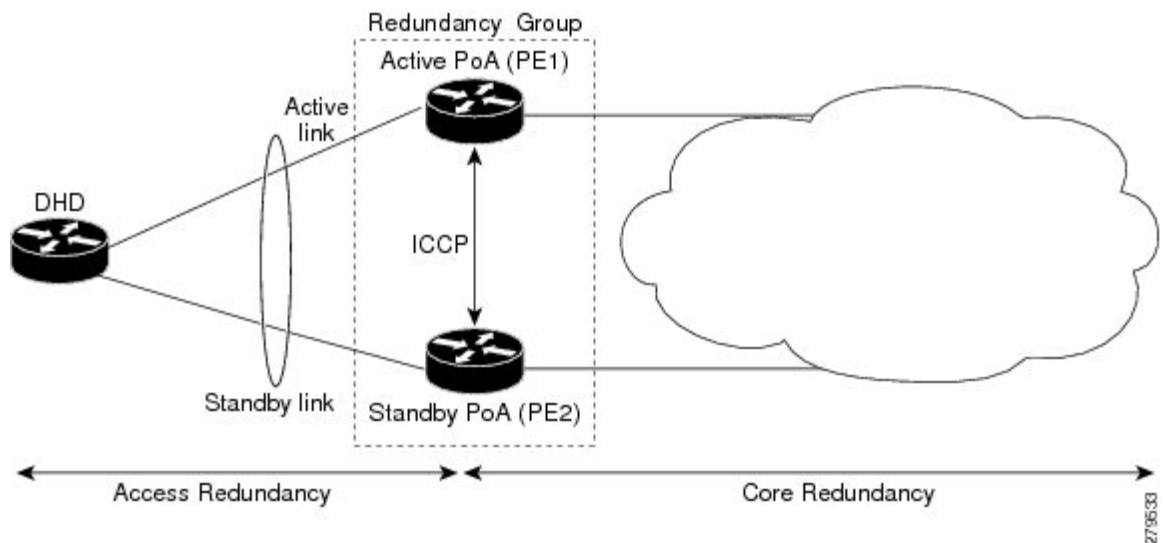 Redundancy Group
Active PoA (PE1)
Active
link
DHD
ICCP
Standby link
Standby PoA (PE2)
Access Redundancy
Core Redundancy
279533